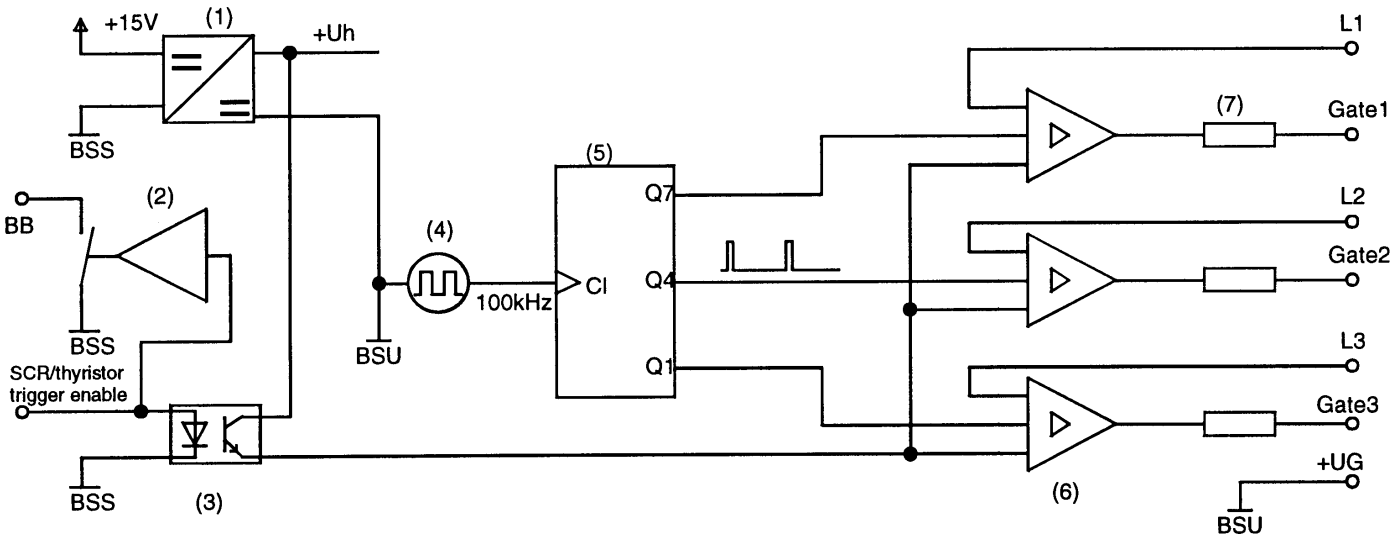 +15V
(1)
+Uh
L1
(7)
Gate1
BSS
(5)
Q7
BB
(2)
(4)
L2
Gate2
100kHz
CI
Q4
BSS
BSU
SCR/thyristor
trigger enable
Q1
L3
Gate3
BSS
(3)
(6)
+UG
BSU